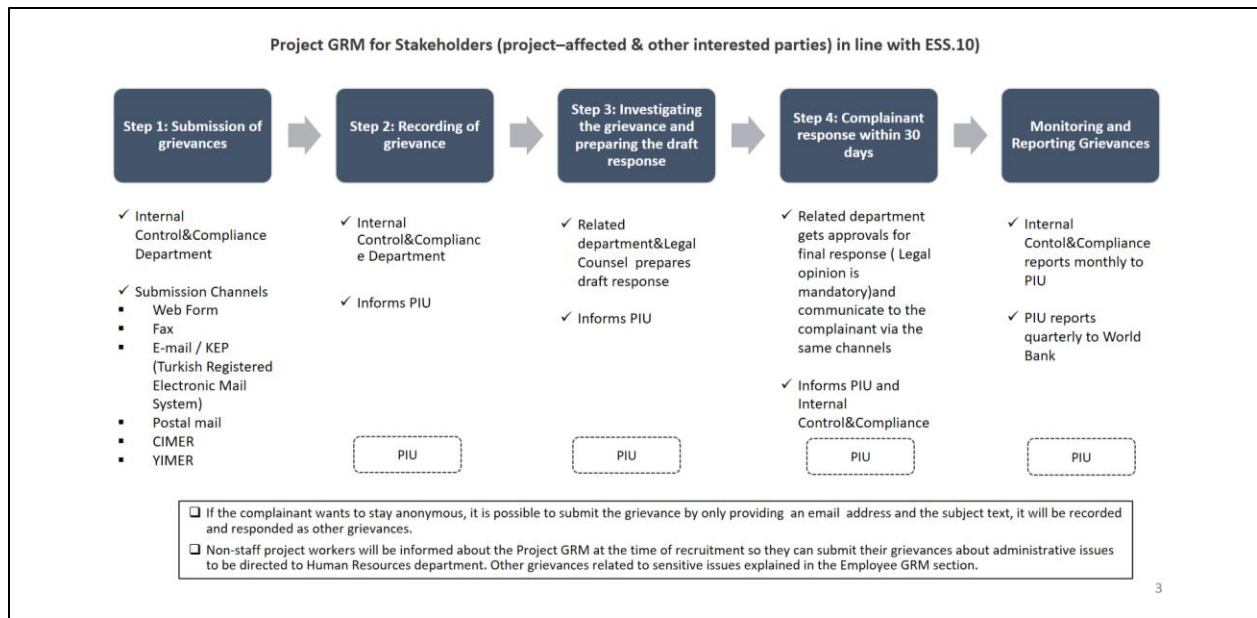 Project GRM for Stakeholders (project–affected & other interested parties) in line with ESS.10)
Step 1: Submission of
grievances
Step 2: Recording of
grievance
Step 3: Investigating
the grievance and
preparing the draft
response
Step 4: Complainant
response within 30
days
Monitoring and
Reporting Grievances
✓ Internal
Control&Compliance
Department
✓ Submission Channels
▪ Web Form
▪ Fax
▪ E-mail / KEP
(Turkish Registered
Electronic Mail
System)
▪ Postal mail
▪ CIMER
▪ YIMER
✓ Internal
Control&Complianc
e Department
✓ Informs PIU
PIU
✓ Related
department&Legal
Counsel prepares
draft response
✓ Informs PIU
PIU
✓ Related department
gets approvals for
final response ( Legal
opinion is
mandatory)and
communicate to the
complainant via the
same channels
✓ Informs PIU and
Internal
Control&Compliance
PIU
✓ Internal
Contol&Compliance
reports monthly to
PIU
✓ PIU reports
quarterly to World
Bank
PIU
❑ If the complainant wants to stay anonymous, it is possible to submit the grievance by only providing an email address and the subject text, it will be recorded
and responded as other grievances.
❑ Non-staff project workers will be informed about the Project GRM at the time of recruitment so they can submit their grievances about administrative issues
to be directed to Human Resources department. Other grievances related to sensitive issues explained in the Employee GRM section.
3